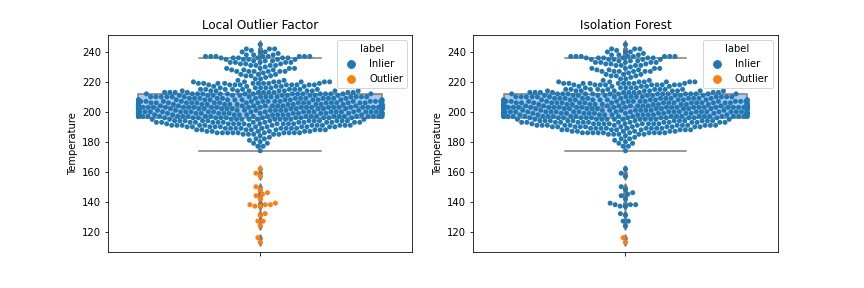 Local Outlier Factor
label
Inlier
Outlier
Temperature
240
220
200
180
160
140
120
Isolation Forest
label
Inlier
Outlier
Temperature
240
220
200
180
160
140
120